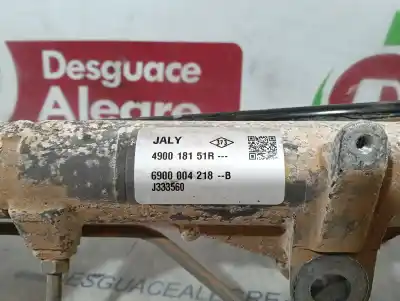 Desguace
Alegre
JALY
4900 181 51R ---
6900 004 218 --B
J333560
DESGUACEALEGRE